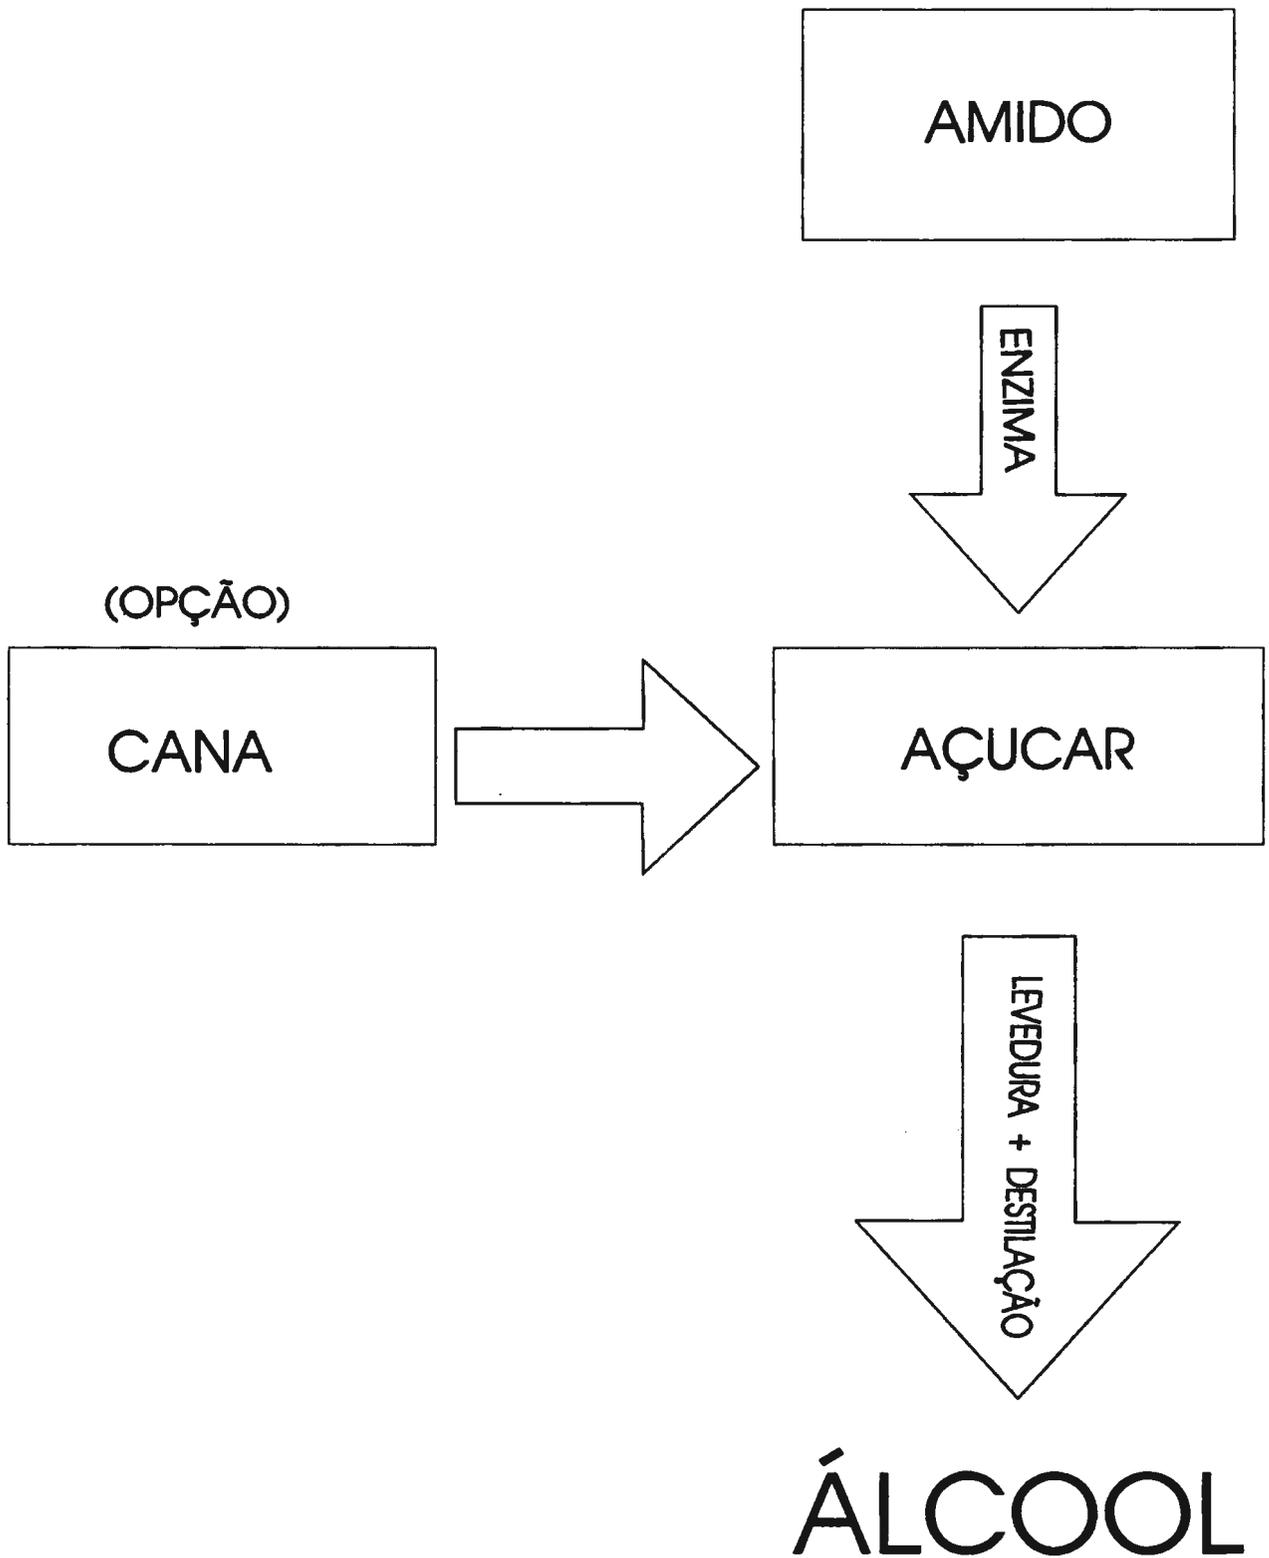 AMIDO
ENZIMA
(OPÇÃO)
CANA
AÇUCAR
LEVEDURA + DESTILAÇÃO
ÁLCOOL